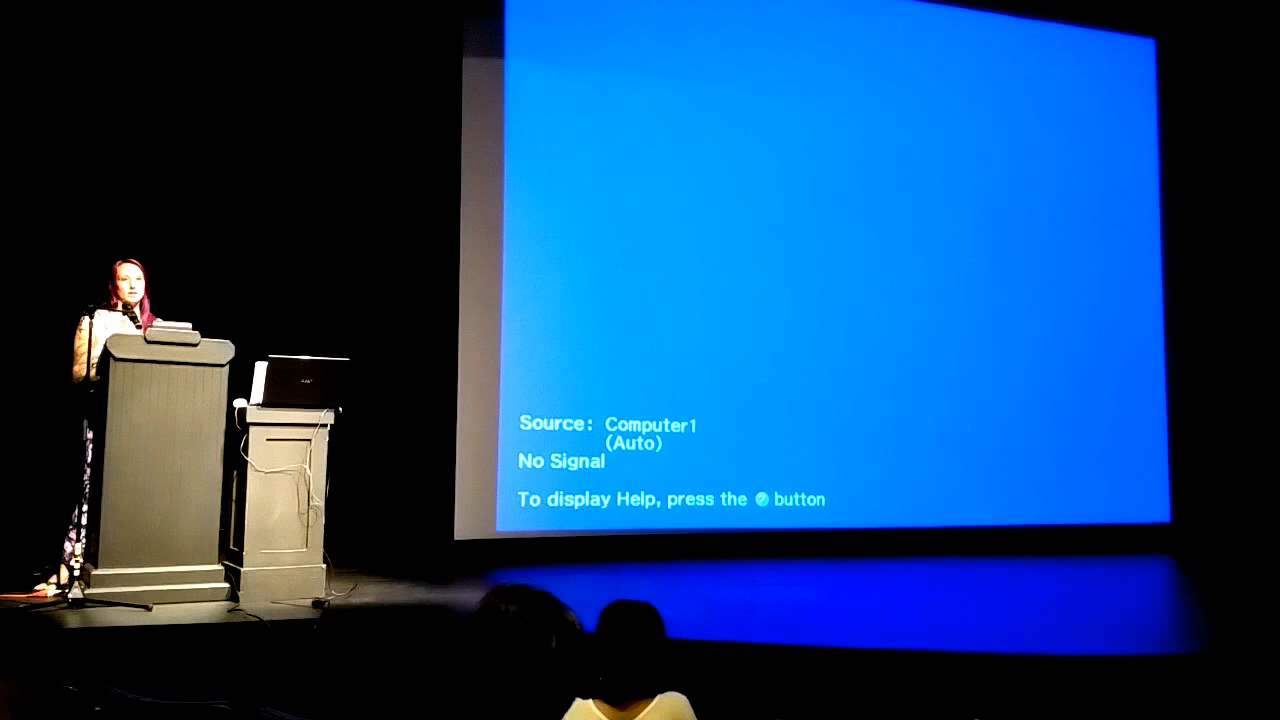 Source: Computer1
(Auto)
No Signal
To display Help, press the ? button